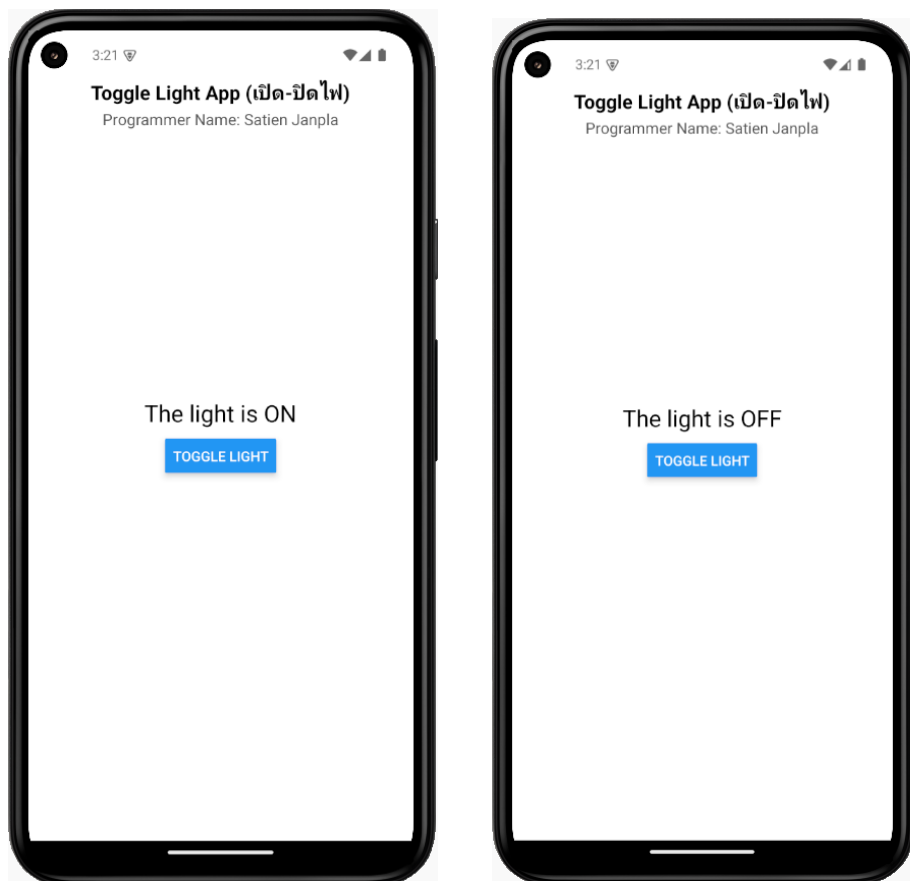 3:21
Toggle Light App (เปิด-ปิดไฟ)
Programmer Name: Satien Janpla
The light is ON
TOGGLE LIGHT
3:21
Toggle Light App (เปิด-ปิดไฟ)
Programmer Name: Satien Janpla
The light is OFF
TOGGLE LIGHT